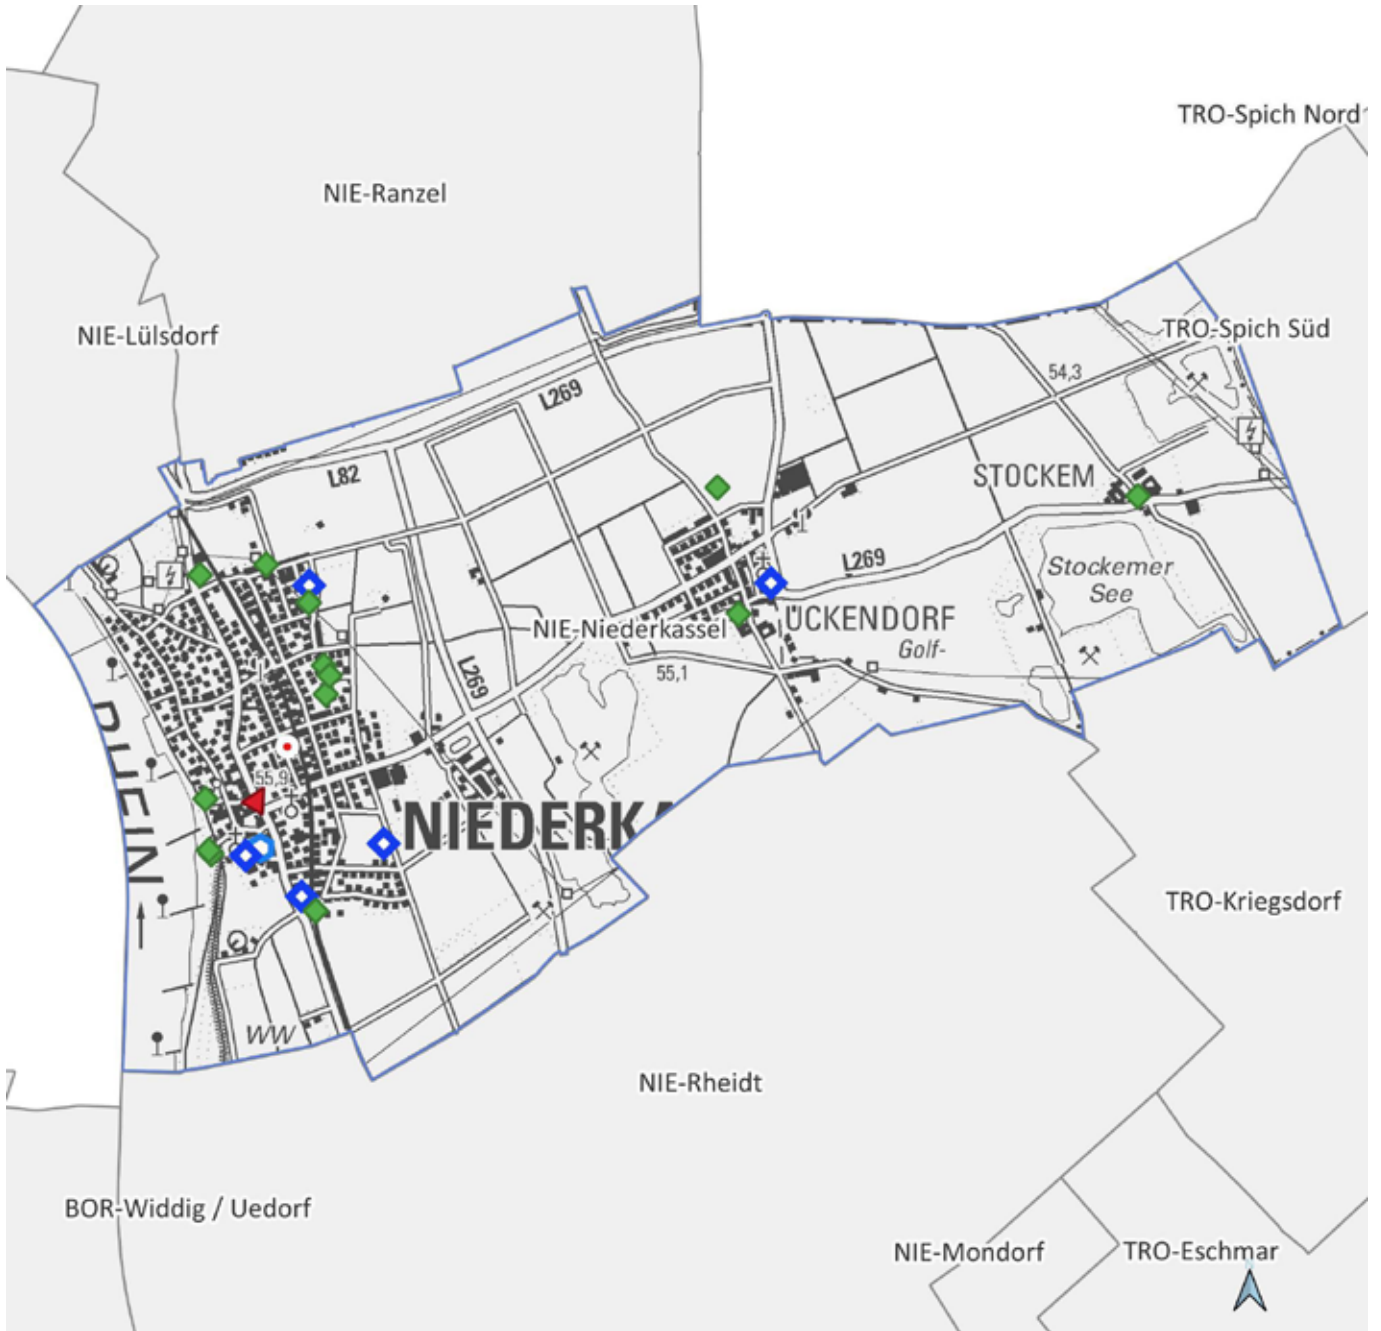 TRO-Spich Nord
NIE-Ranzel
NIE-Lülsdorf
TRO-Spich Süd
54,3
L269
L82
STOCKEM
L269
Stockemer
See
NIE-Niederkassel
ÜCKENDORF
Golf-
55,1
L269
RHEIN
55,9
NIEDERKA
TRO-Kriegsdorf
WW
NIE-Rheidt
BOR-Widdig / Uedorf
NIE-Mondorf
TRO-Eschmar